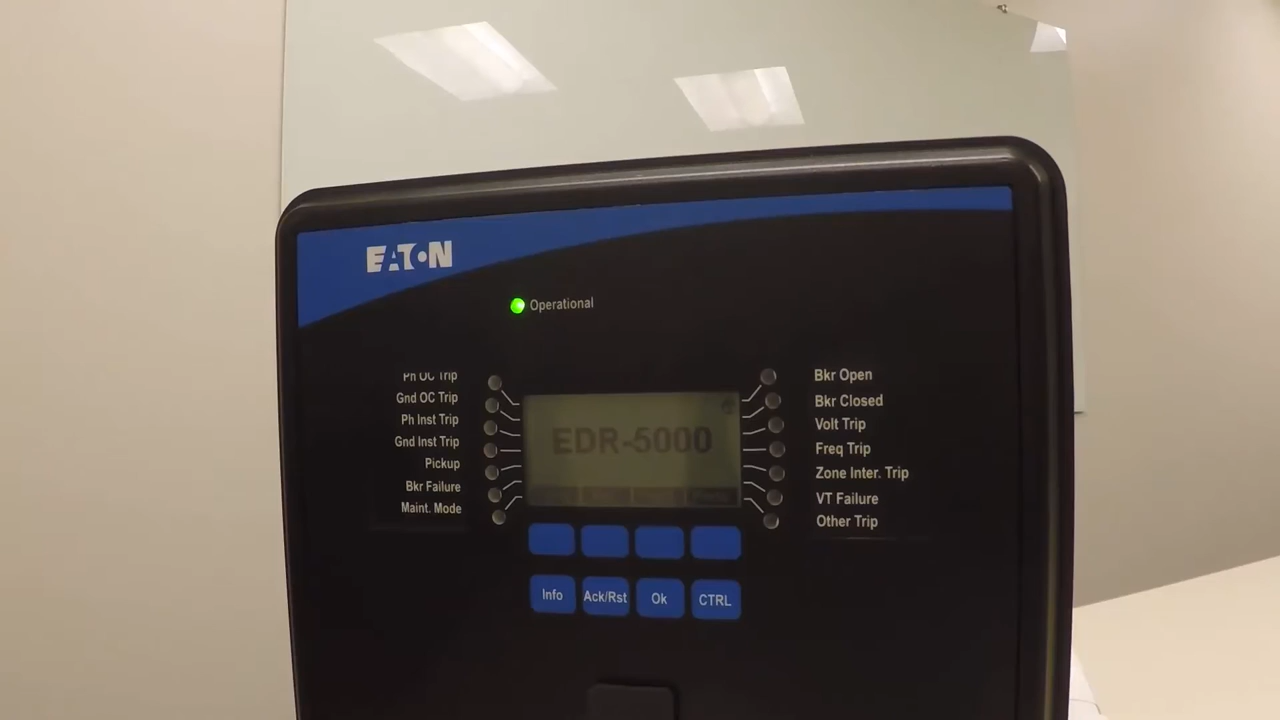 EATON
Operational
Ph OC Trip
Gnd OC Trip
Ph Inst Trip
Gnd Inst Trip
Pickup
Bkr Failure
Maint. Mode
EDR-5000
Bkr Open
Bkr Closed
Volt Trip
Freq Trip
Zone Inter. Trip
VT Failure
Other Trip
Info
Ack/Rst
Ok
CTRL